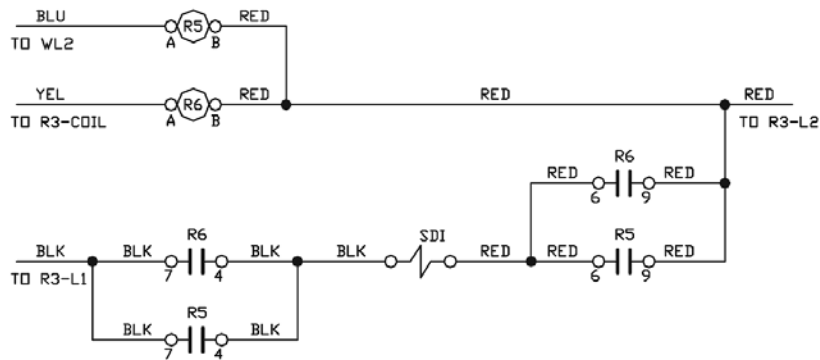 BLU R5 RED
TO WL2 A B
YEL R6 RED RED RED
TO R3-COIL A B TO R3-L2
R6
RED RED
6 9
BLK R6 BLK BLK BLK SDI RED RED R5 RED
TO R3-L1 7 4 6 9
R5
BLK BLK
7 4